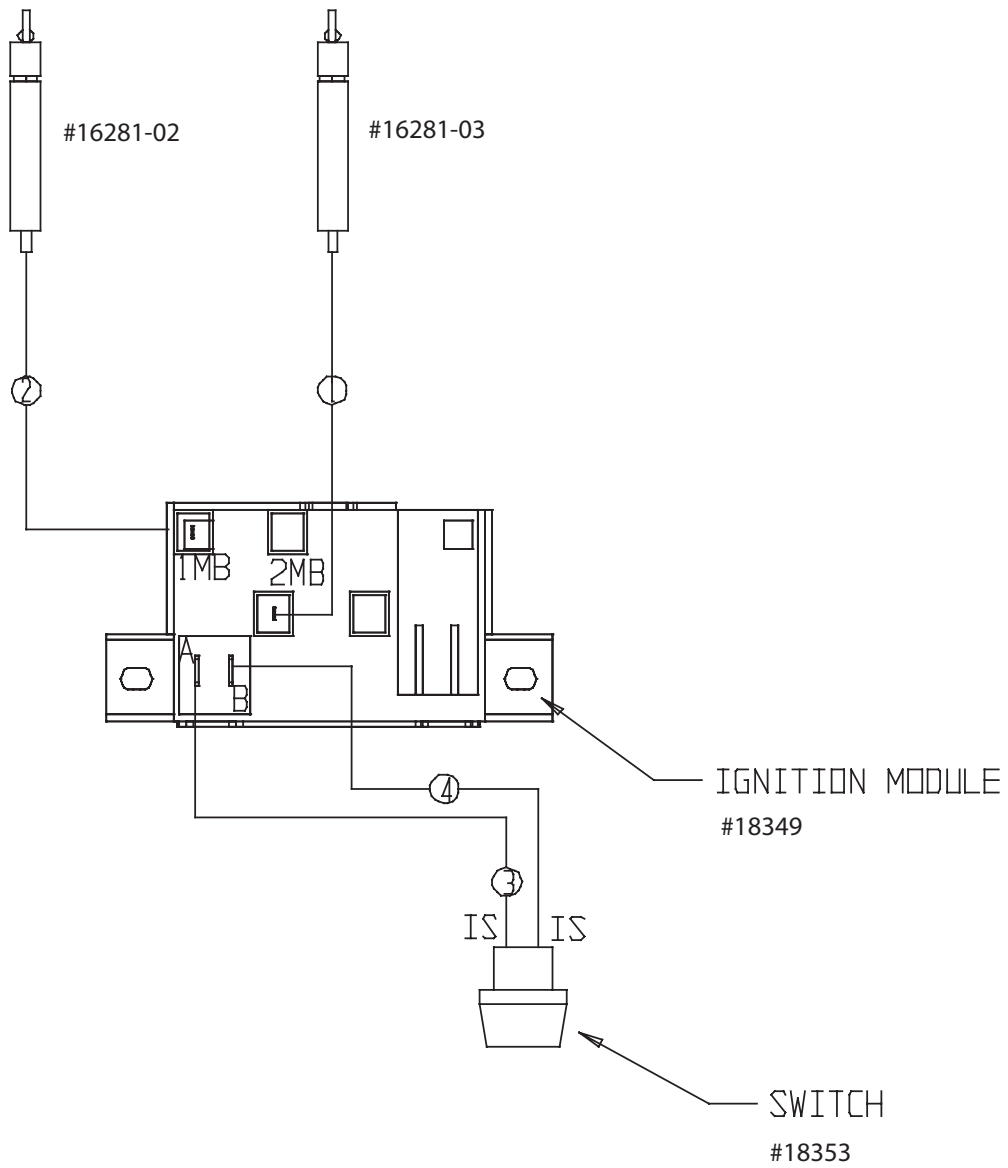 #16281-02
#16281-03
2
1
1MB
2MB
A
B
IGNITION MODULE
#18349
4
3
IS
IS
SWITCH
#18353